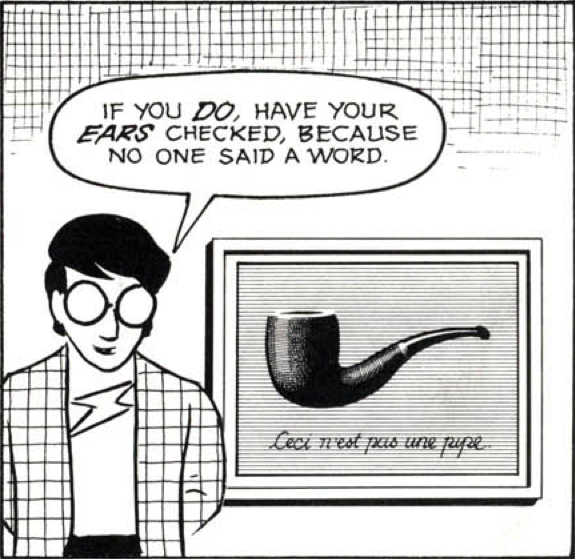 IF YOU DO, HAVE YOUR
EARS CHECKED, BECAUSE
NO ONE SAID A WORD.
Ceci n'est pas une pipe.